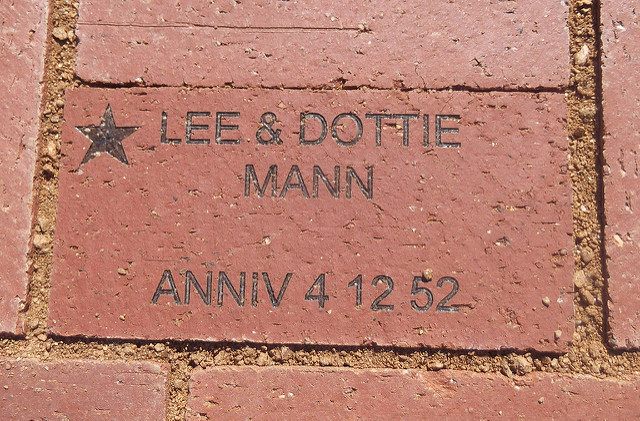 LEE & DOTTIE
MANN
ANNIV 4 12 52